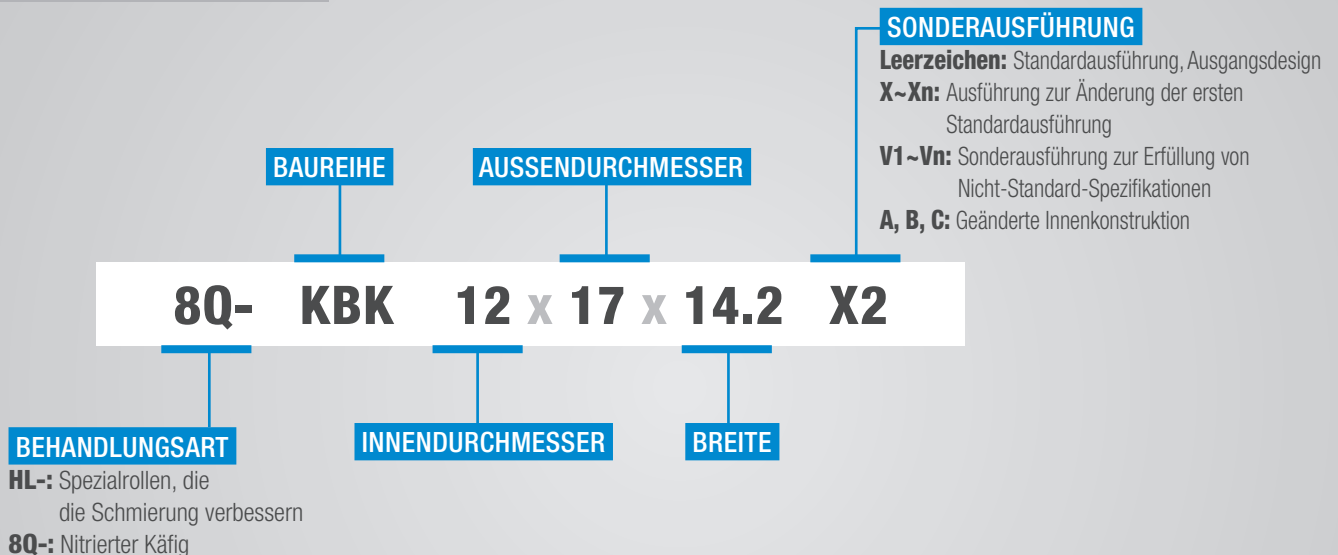 SONDERAUSFÜHRUNG
Leerzeichen: Standardausführung, Ausgangsdesign
X~Xn: Ausführung zur Änderung der ersten
Standardausführung
V1~Vn: Sonderausführung zur Erfüllung von
Nicht-Standard-Spezifikationen
A, B, C: Geänderte Innenkonstruktion
BAUREIHE AUSSENDURCHMESSER
8Q- KBK 12 x 17 x 14.2 X2
BEHANDLUNGSART INNENDURCHMESSER BREITE
HL-: Spezialrollen, die
die Schmierung verbessern
8Q-: Nitrierter Käfig